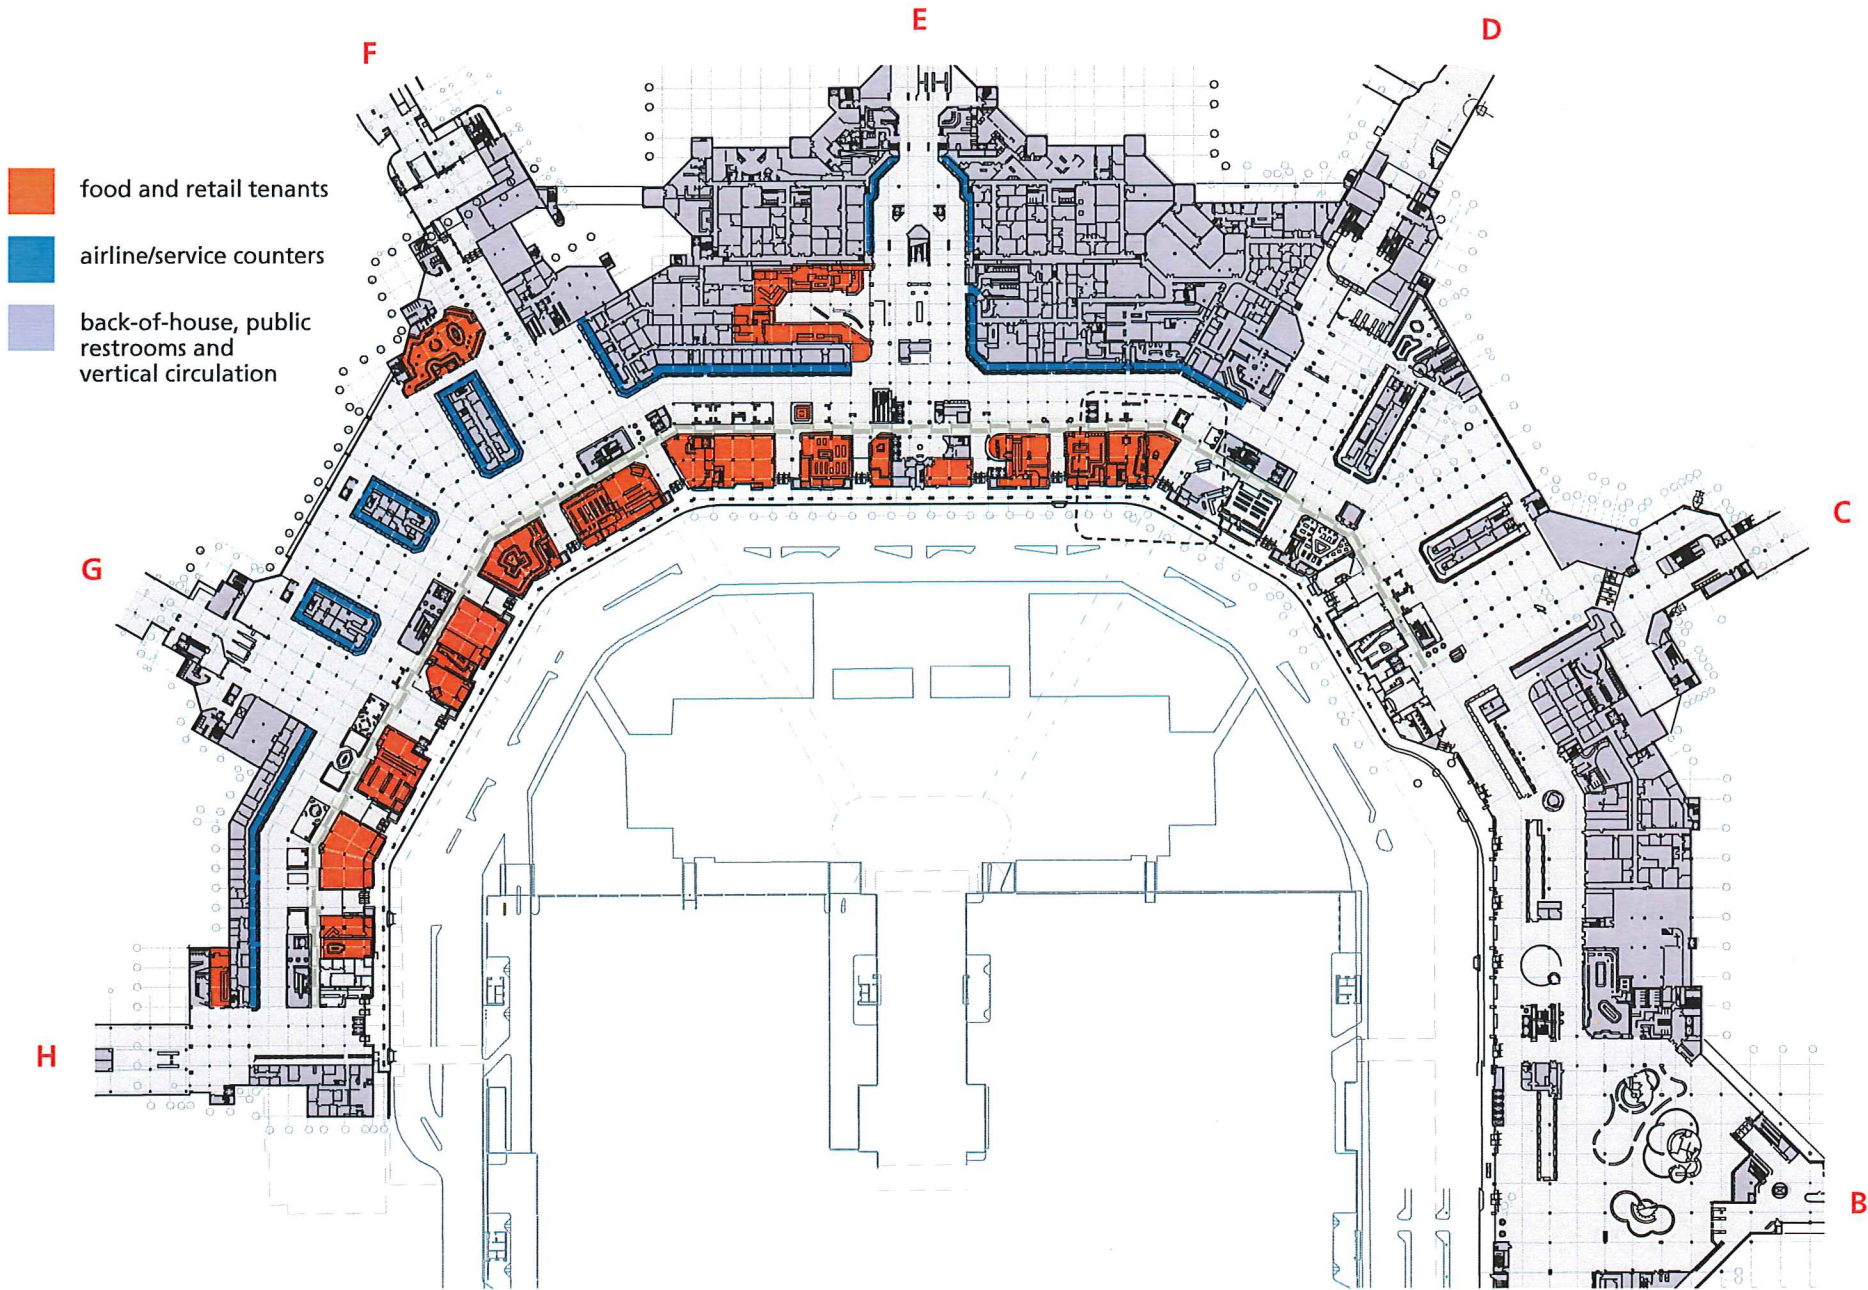 E
D
F
food and retail tenants
airline/service counters
back-of-house, public
restrooms and
vertical circulation
C
G
H
B